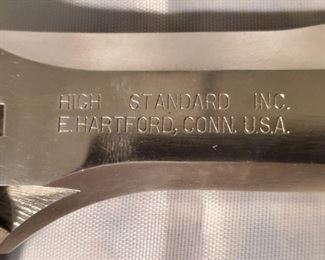 HIGH STANDARD INC.
E. HARTFORD, CONN. U.S.A.